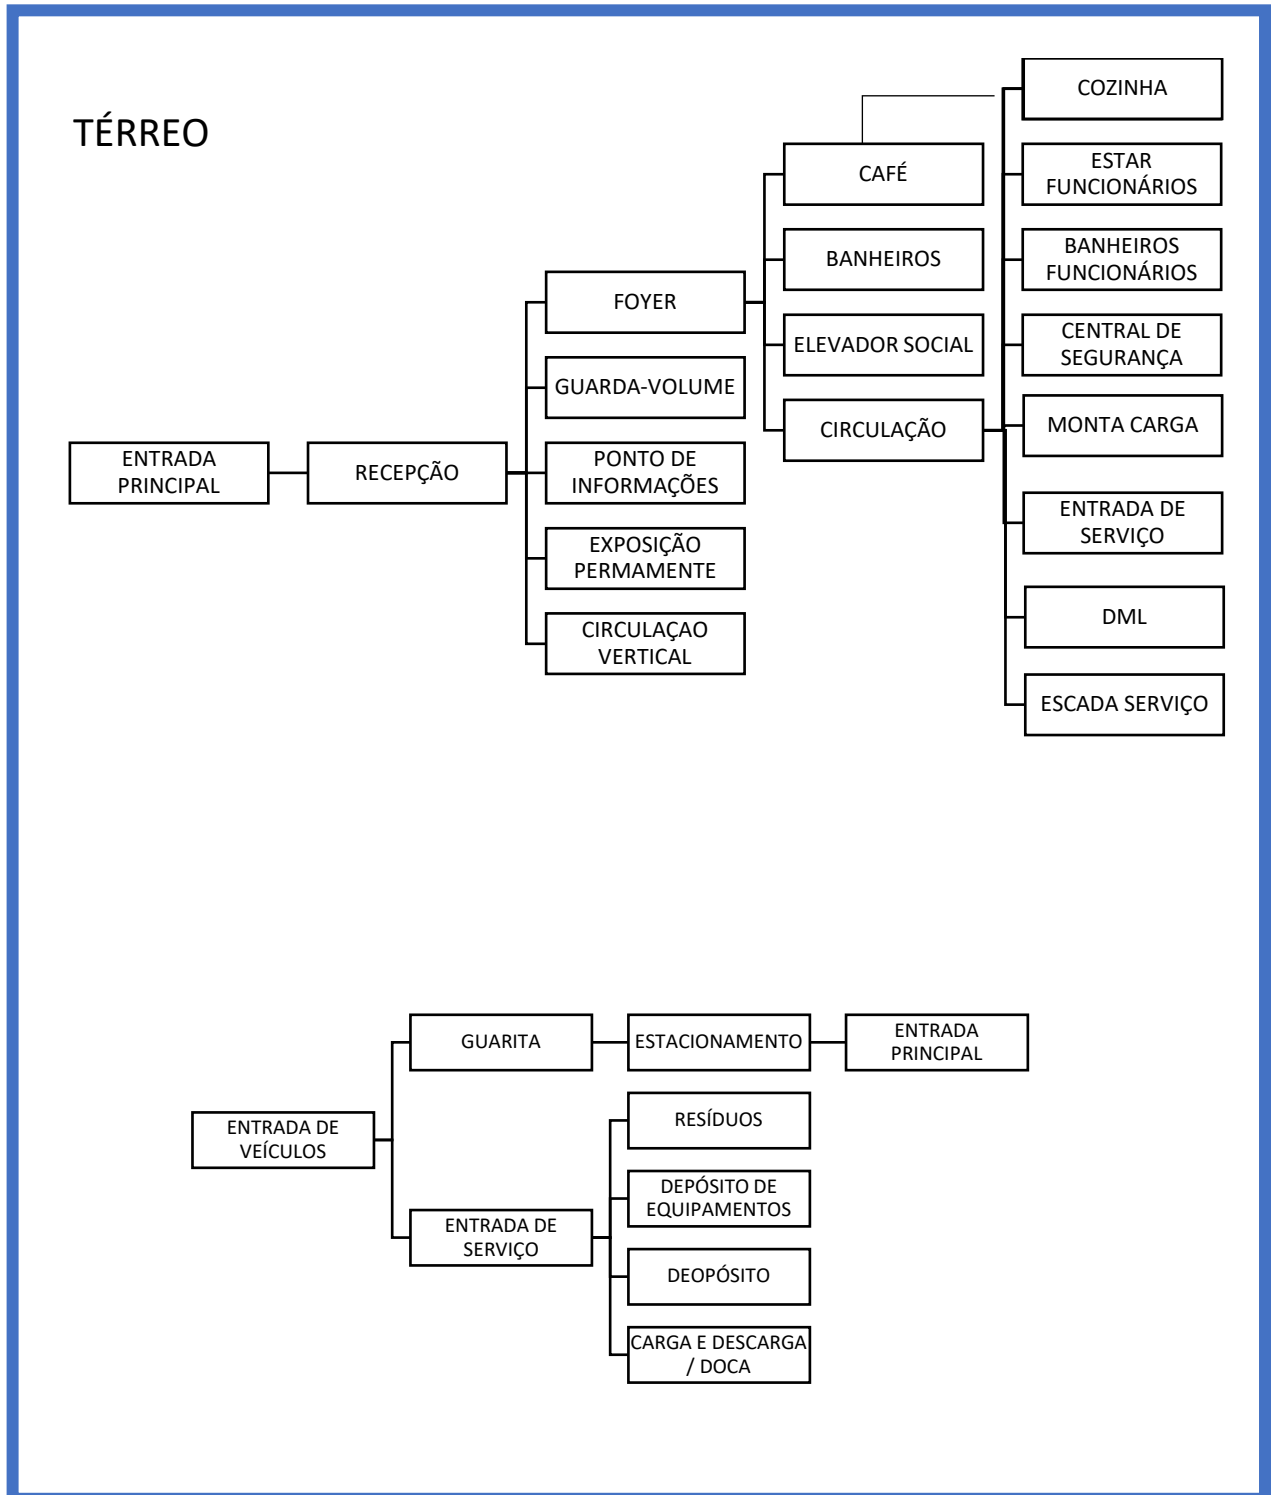 TÉRREO
ENTRADA
PRINCIPAL
RECEPÇÃO
FOYER
GUARDA-VOLUME
PONTO DE
INFORMAÇÕES
EXPOSIÇÃO
PERMAMENTE
CIRCULAÇAO
VERTICAL
CAFÉ
BANHEIROS
ELEVADOR SOCIAL
CIRCULAÇÃO
COZINHA
ESTAR
FUNCIONÁRIOS
BANHEIROS
FUNCIONÁRIOS
CENTRAL DE
SEGURANÇA
MONTA CARGA
ENTRADA DE
SERVIÇO
DML
ESCADA SERVIÇO
ENTRADA DE
VEÍCULOS
GUARITA
ESTACIONAMENTO
ENTRADA
PRINCIPAL
ENTRADA DE
SERVIÇO
RESÍDUOS
DEPÓSITO DE
EQUIPAMENTOS
DEOPÓSITO
CARGA E DESCARGA
/ DOCA